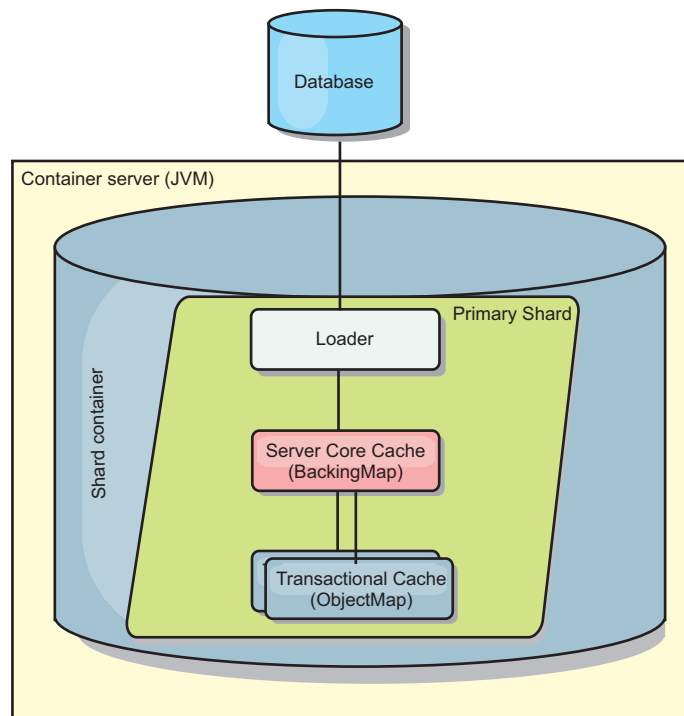 Database
Container server (JVM)
Primary Shard
Loader
Shard container
Server Core Cache
(BackingMap)
Transactional Cache
(ObjectMap)